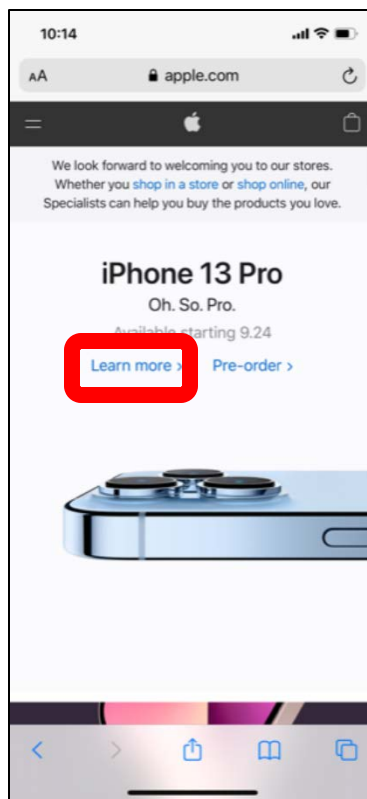 10:14
AA apple.com
We look forward to welcoming you to our stores.
Whether you shop in a store or shop online, our
Specialists can help you buy the products you love.
iPhone 13 Pro
Oh. So. Pro.
Available starting 9.24
Learn more > Pre-order >